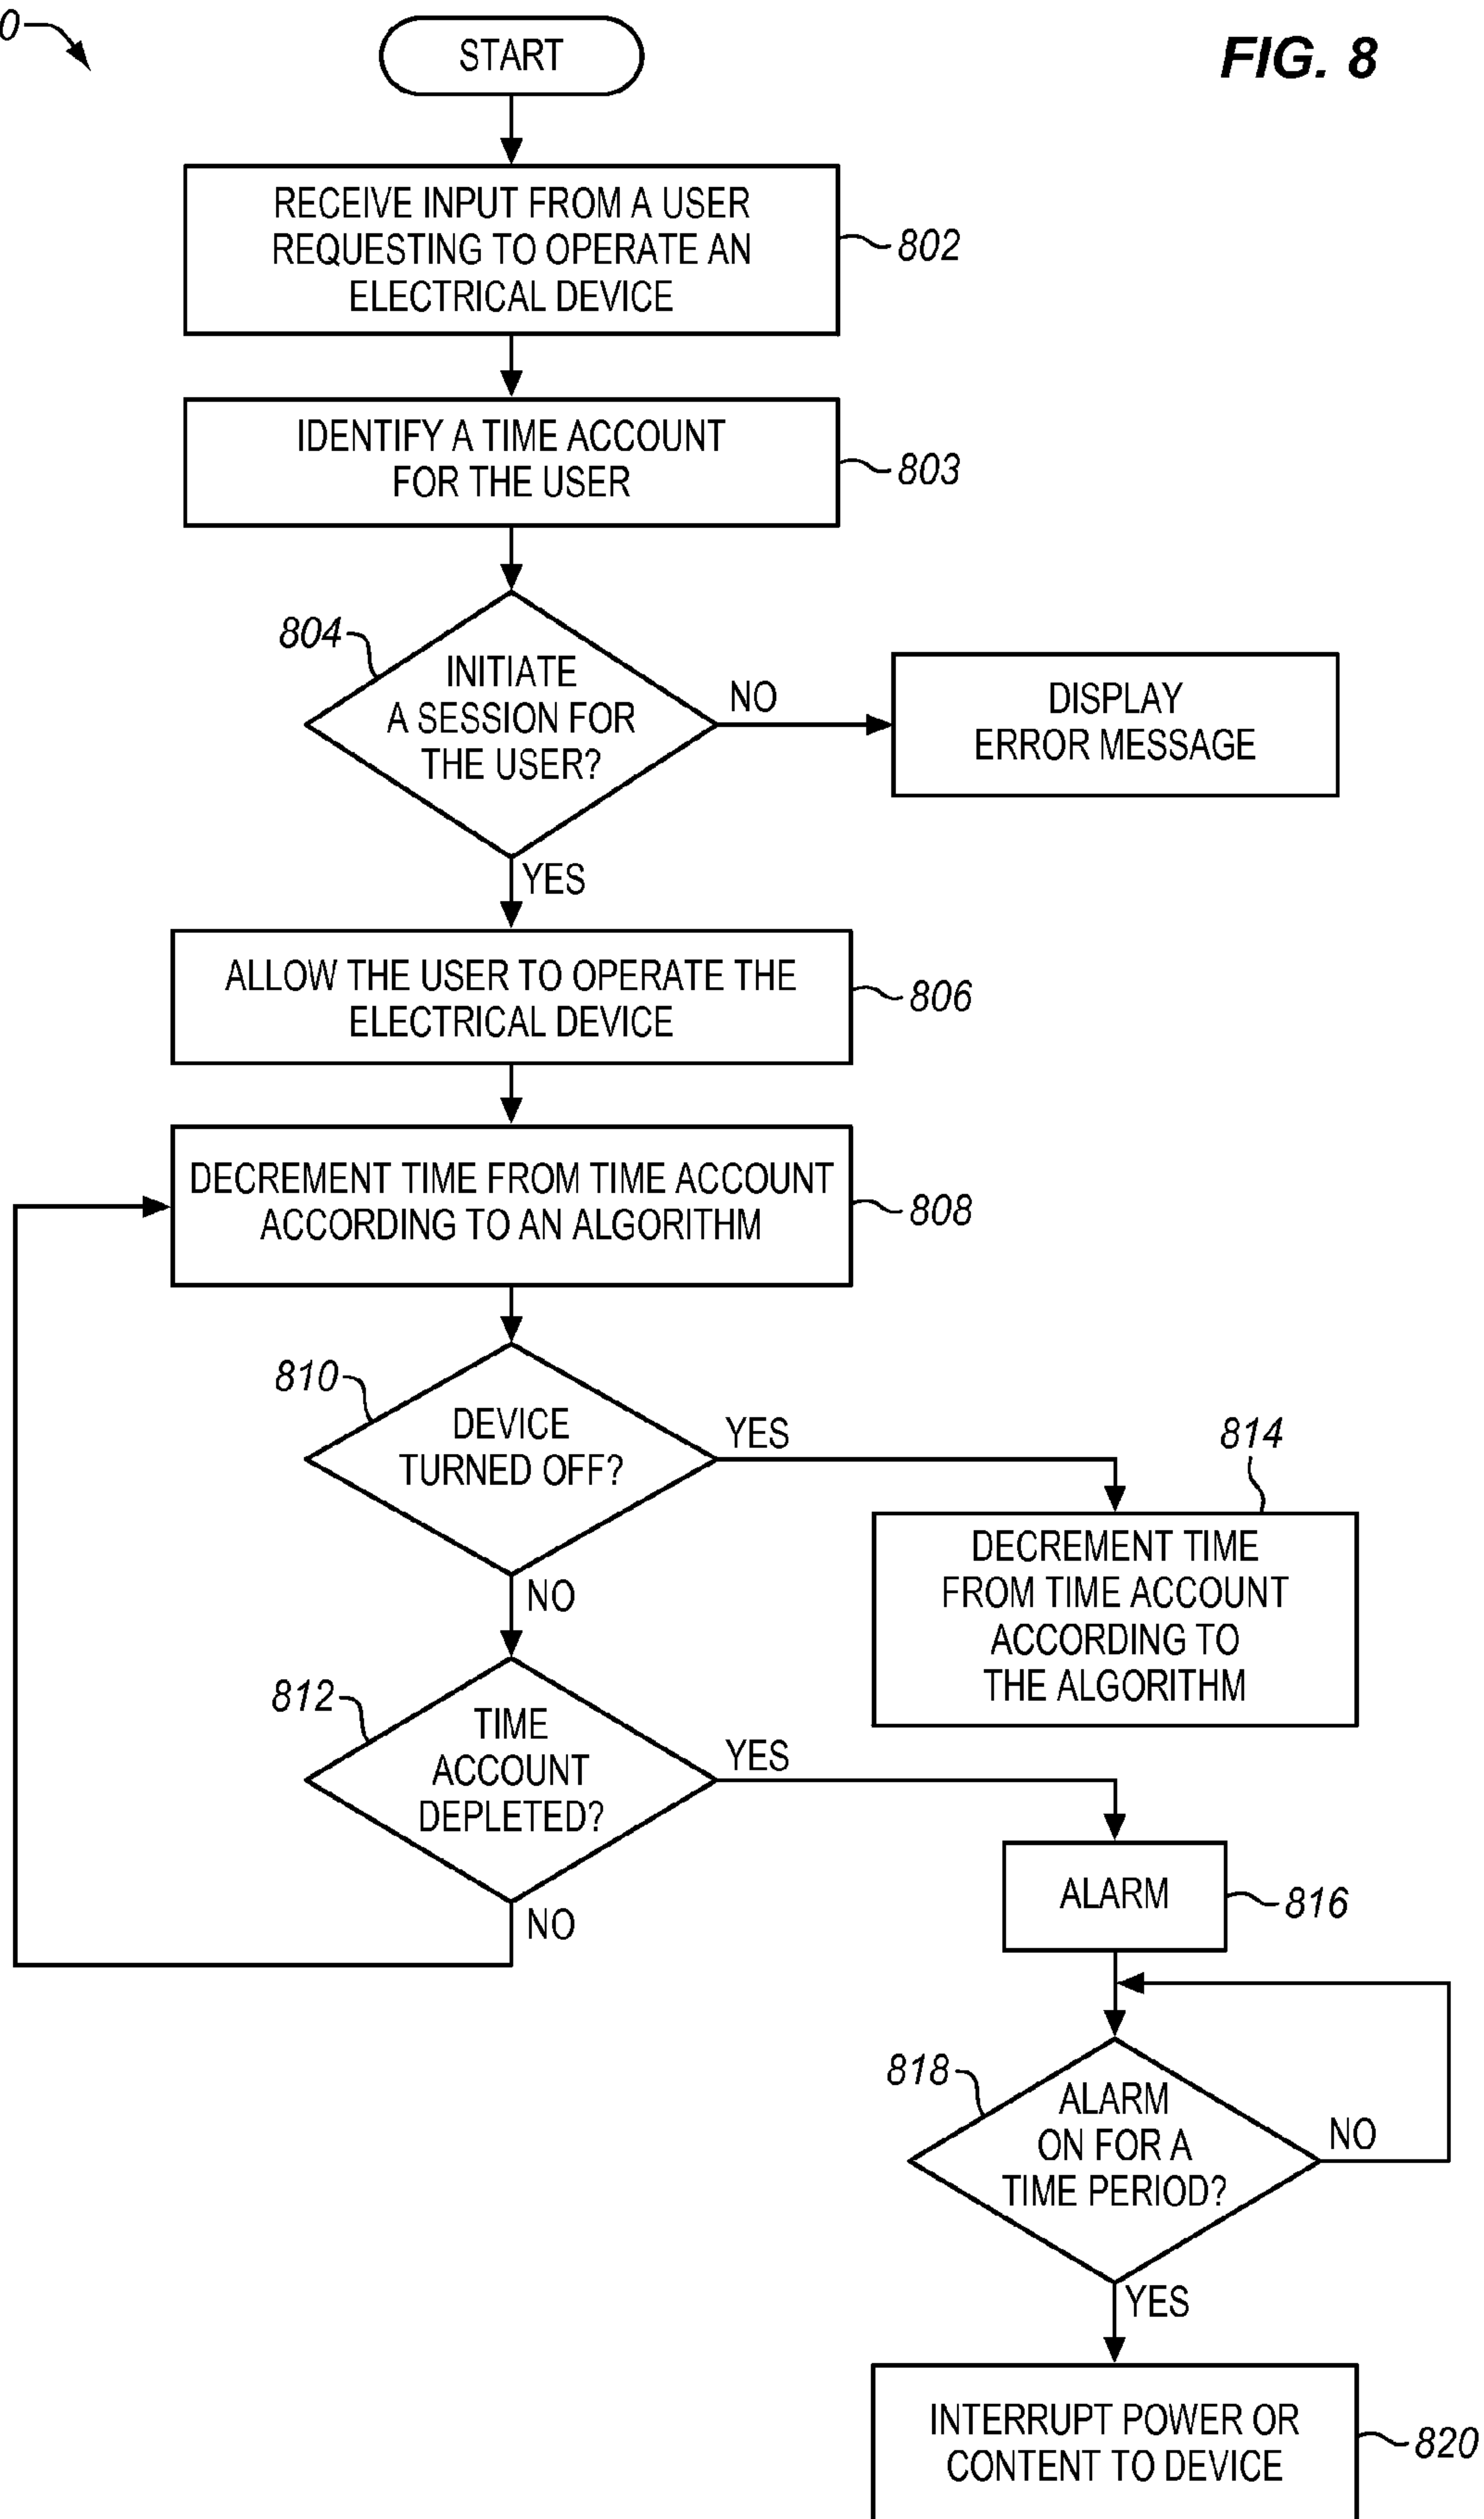 0
FIG. 8
START
RECEIVE INPUT FROM A USER
REQUESTING TO OPERATE AN
ELECTRICAL DEVICE
802
IDENTIFY A TIME ACCOUNT
FOR THE USER
803
804
INITIATE
A SESSION FOR
THE USER?
NO
DISPLAY
ERROR MESSAGE
YES
ALLOW THE USER TO OPERATE THE
ELECTRICAL DEVICE
806
DECREMENT TIME FROM TIME ACCOUNT
ACCORDING TO AN ALGORITHM
808
810
DEVICE
TURNED OFF?
YES
814
DECREMENT TIME
FROM TIME ACCOUNT
ACCORDING TO
THE ALGORITHM
NO
812
TIME
ACCOUNT
DEPLETED?
YES
ALARM
816
NO
818
ALARM
ON FOR A
TIME PERIOD?
NO
YES
INTERRUPT POWER OR
CONTENT TO DEVICE
820